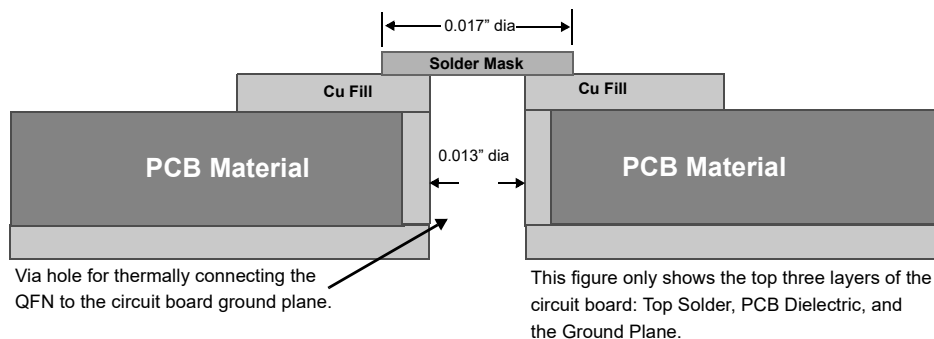 0.017” dia
Solder Mask
Cu Fill
Cu Fill
PCB Material
0.013” dia
PCB Material
Via hole for thermally connecting the
QFN to the circuit board ground plane.
This figure only shows the top three layers of the
circuit board: Top Solder, PCB Dielectric, and
the Ground Plane.